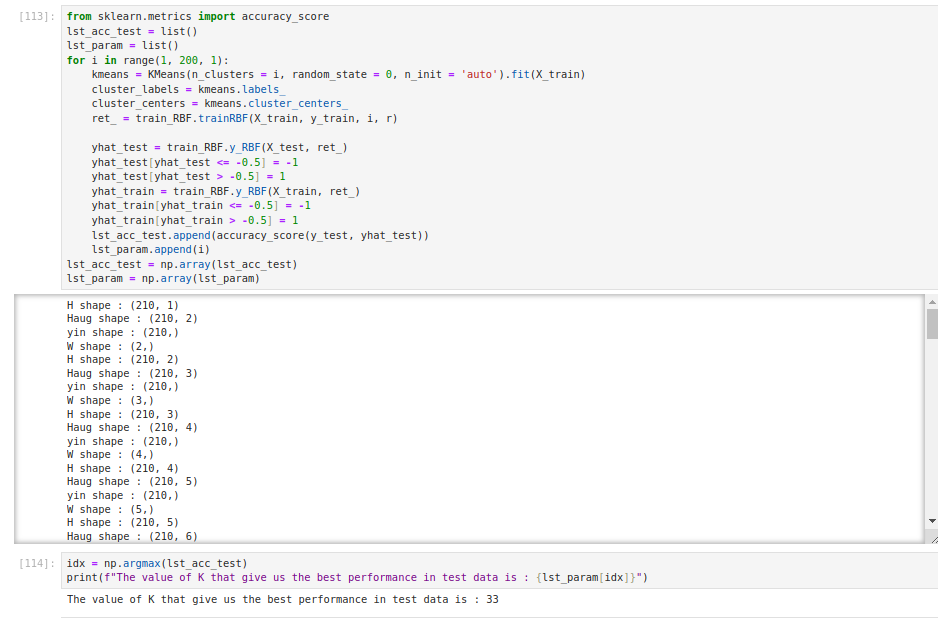 [113]: from sklearn.metrics import accuracy_score
lst_acc_test = list()
lst_param = list()
for i in range(1, 200, 1):
    kmeans = KMeans(n_clusters = i, random_state = 0, n_init = 'auto').fit(X_train)
    cluster_labels = kmeans.labels_
    cluster_centers = kmeans.cluster_centers_
    ret_ = train_RBF.trainRBF(X_train, y_train, i, r)
    yhat_test = train_RBF.y_RBF(X_test, ret_)
    yhat_test[yhat_test <= -0.5] = -1
    yhat_test[yhat_test > -0.5] = 1
    yhat_train = train_RBF.y_RBF(X_train, ret_)
    yhat_train[yhat_train <= -0.5] = -1
    yhat_train[yhat_train > -0.5] = 1
    lst_acc_test.append(accuracy_score(y_test, yhat_test))
    lst_param.append(i)
lst_acc_test = np.array(lst_acc_test)
lst_param = np.array(lst_param)
H shape : (210, 1)
Haug shape : (210, 2)
yin shape : (210,)
W shape : (2,)
H shape : (210, 2)
Haug shape : (210, 3)
yin shape : (210,)
W shape : (3,)
H shape : (210, 3)
Haug shape : (210, 4)
yin shape : (210,)
W shape : (4,)
H shape : (210, 4)
Haug shape : (210, 5)
yin shape : (210,)
W shape : (5,)
H shape : (210, 5)
Haug shape : (210, 6)
[114]: idx = np.argmax(lst_acc_test)
print(f"The value of K that give us the best performance in test data is : {lst_param[idx]}")
The value of K that give us the best performance in test data is : 33